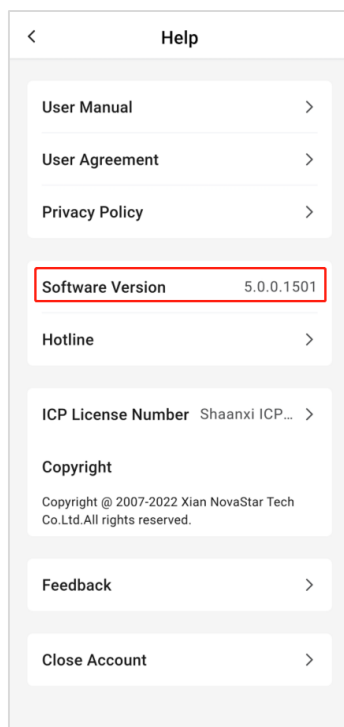 Help
User Manual
User Agreement
Privacy Policy
Software Version 5.0.0.1501
Hotline
ICP License Number Shaanxi ICP...
Copyright
Copyright @ 2007-2022 Xian NovaStar Tech
Co.Ltd.All rights reserved.
Feedback
Close Account